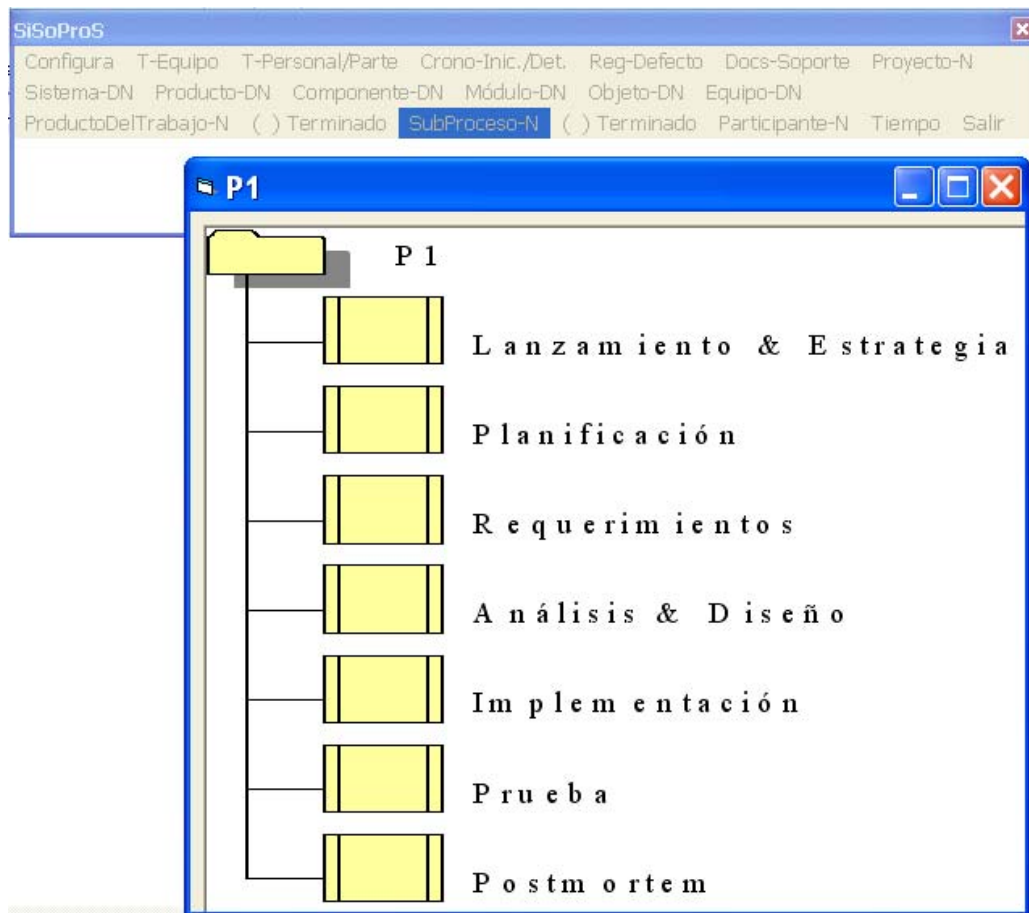 SiSoProS
Configura T-Equipo T-Personal/Parte Crono-Inic./Det. Reg-Defecto Docs-Soporte Proyecto-N
Sistema-DN Producto-DN Componente-DN Módulo-DN Objeto-DN Equipo-DN
ProductoDelTrabajo-N ( ) Terminado SubProceso-N ( ) Terminado Participante-N Tiempo Salir
P1
P1
Lanzamiento & Estrategia
Planificación
Requerimientos
Análisis & Diseño
Implementación
Prueba
Postmortem